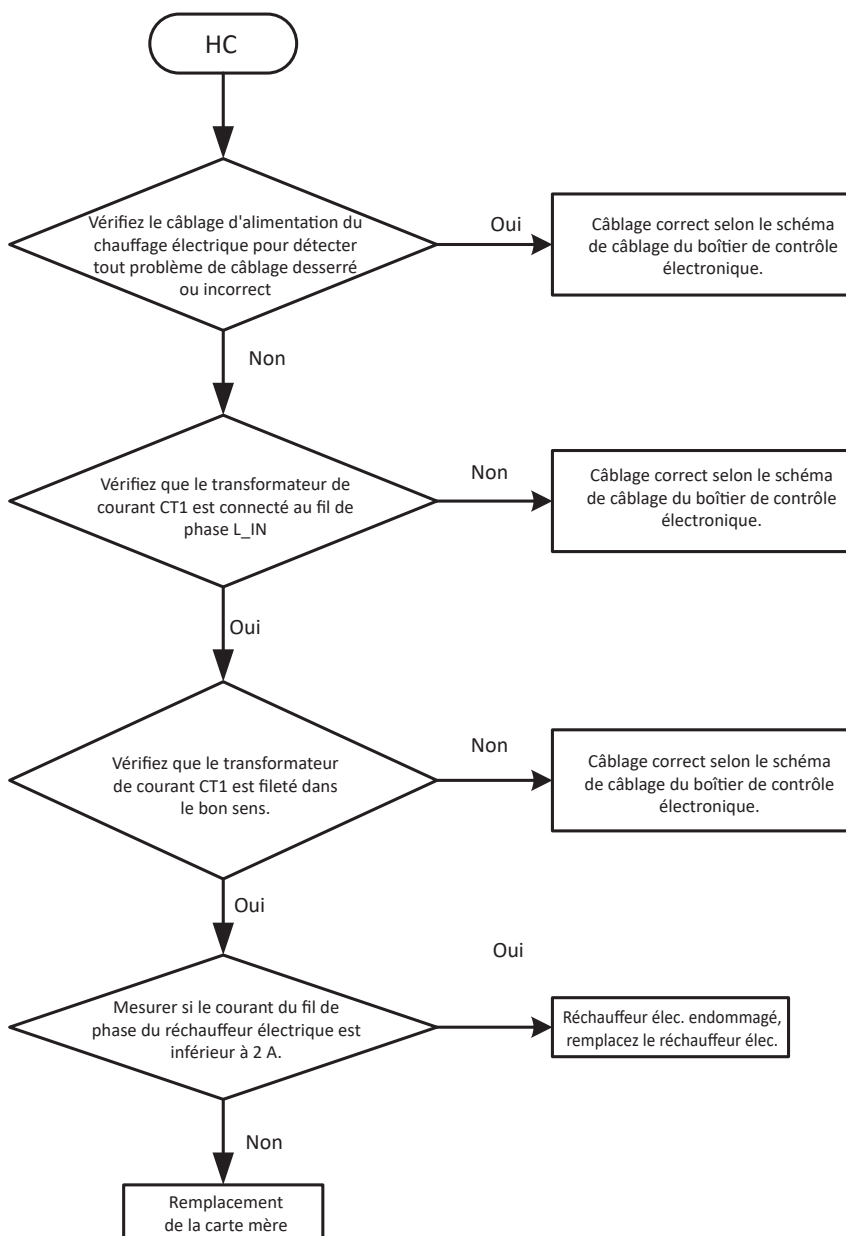 HC
Vérifiez le câblage d'alimentation du
chauffage électrique pour détecter
tout problème de câblage desserré
ou incorrect
Oui
Câblage correct selon le schéma
de câblage du boîtier de contrôle
électronique.
Non
Vérifiez que le transformateur de
courant CT1 est connecté au fil de
phase L_IN
Non
Câblage correct selon le schéma
de câblage du boîtier de contrôle
électronique.
Oui
Vérifiez que le transformateur
de courant CT1 est fileté dans
le bon sens.
Non
Câblage correct selon le schéma
de câblage du boîtier de contrôle
électronique.
Oui
Mesurer si le courant du fil de
phase du réchauffeur électrique est
inférieur à 2 A.
Oui
Réchauffeur élec. endommagé,
remplacez le réchauffeur élec.
Non
Remplacement
de la carte mère